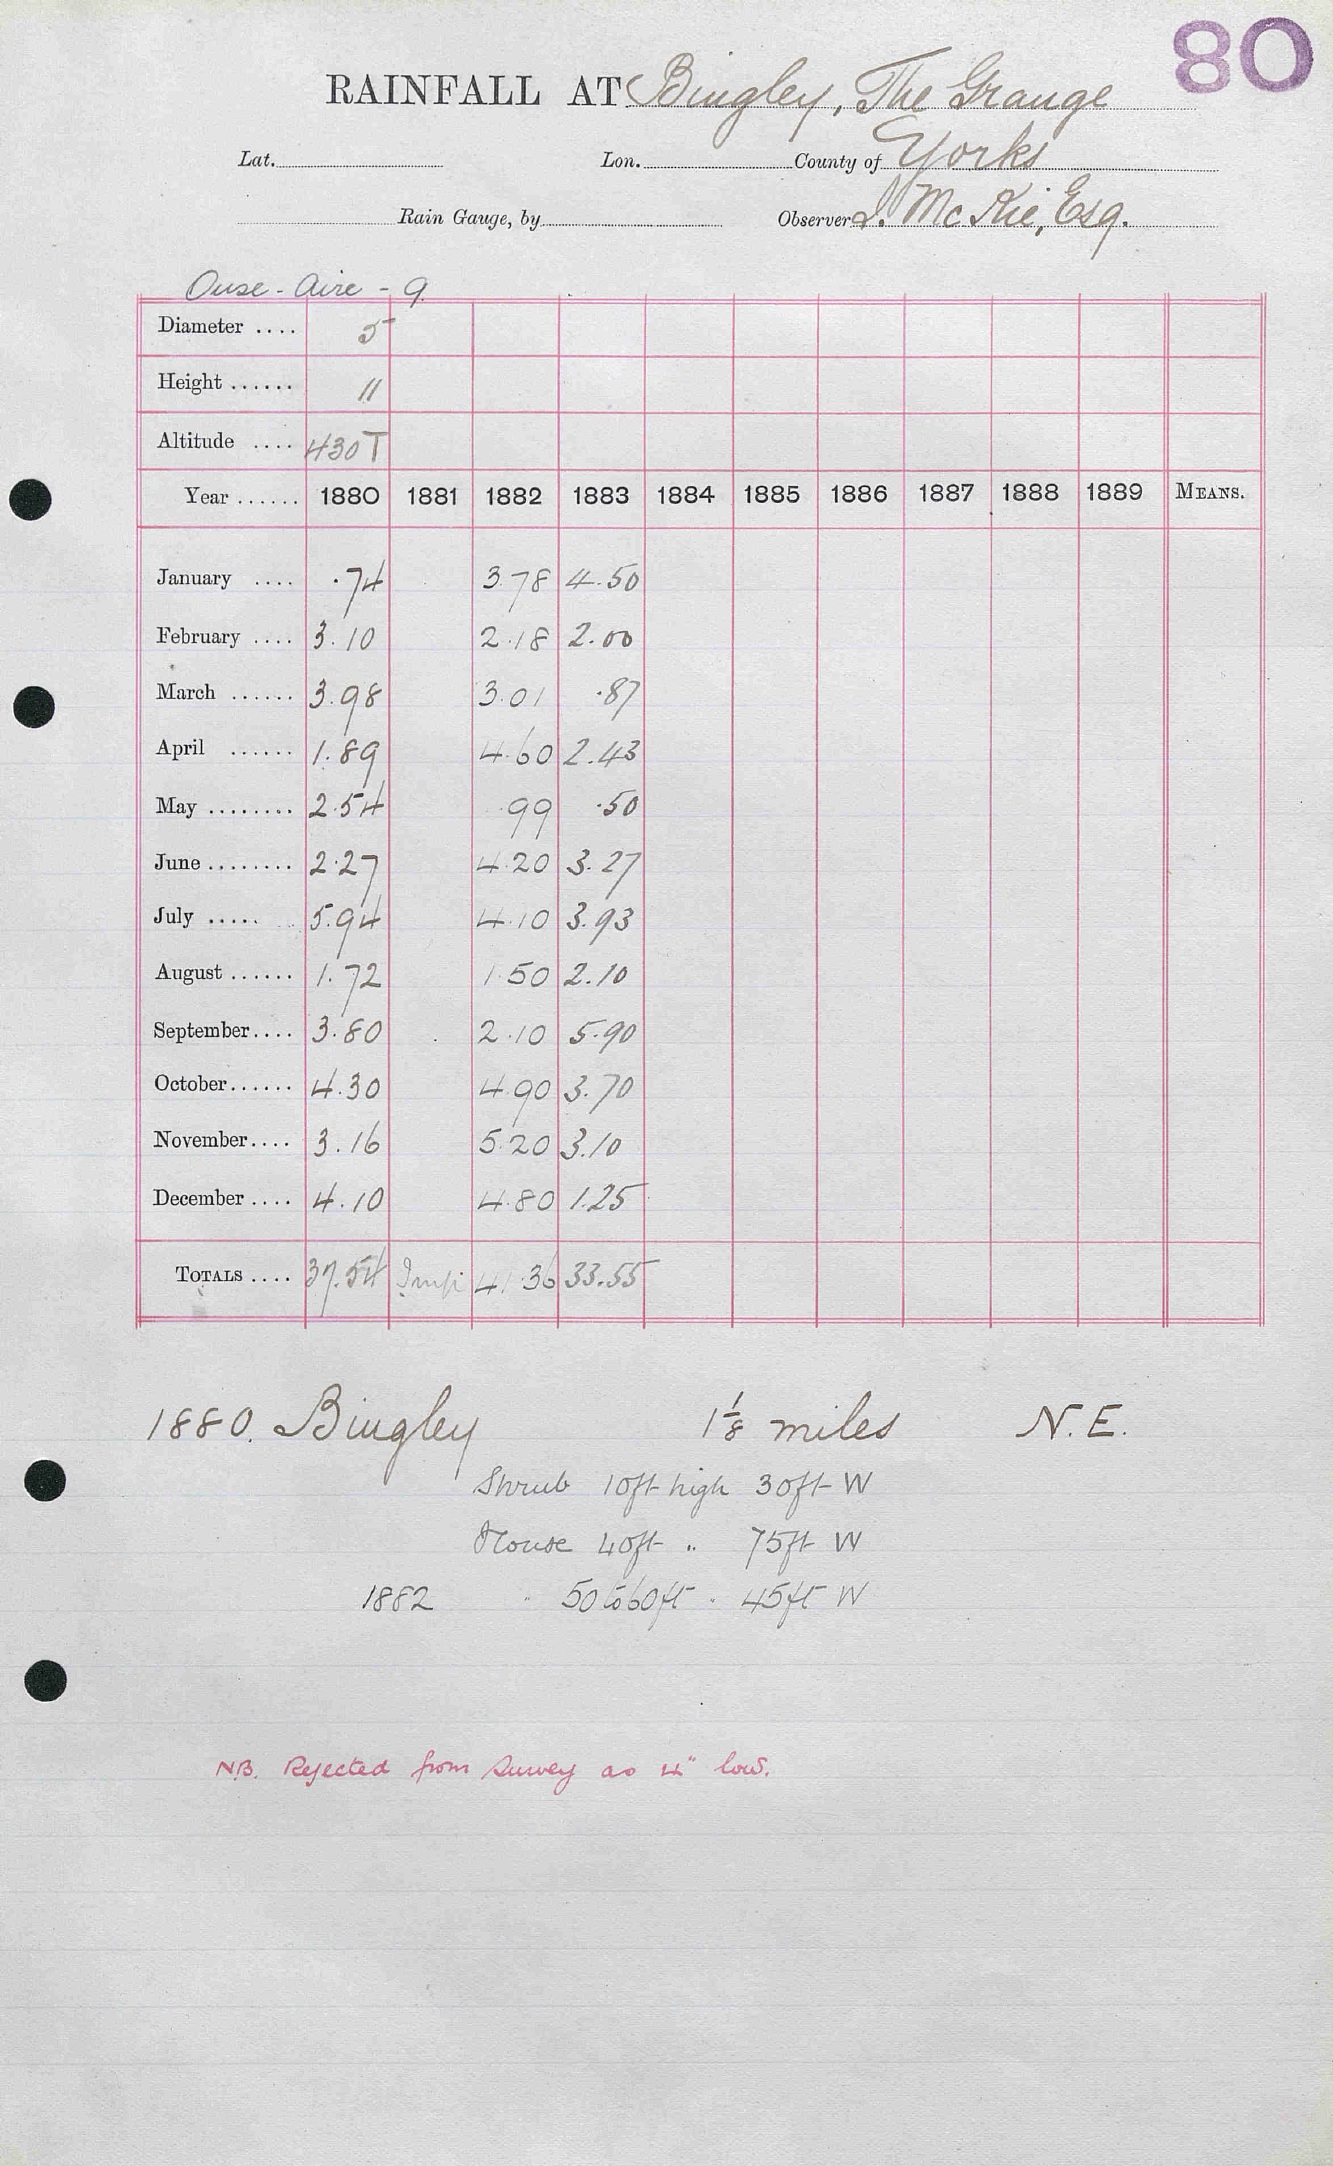 80
RAINFALL AT Bingley, The Grange
Lat. Lon. County of Yorks
Rain Gauge, by Observer J. McKie, Esq.
Ouse - Aire - 9
Diameter .... 5
Height ...... 11
Altitude .... 430T
Year ...... 1880 1881 1882 1883 1884 1885 1886 1887 1888 1889 MEANS.
January .... .74 3.78 4.50
February .... 3.10 2.18 2.00
March ...... 3.98 3.01 .87
April ...... 1.89 4.60 2.43
May ........ 2.54 .99 .50
June ........ 2.27 4.20 3.27
July ..... 5.94 4.10 3.93
August ...... 1.72 1.50 2.10
September .... 3.80 2.10 5.90
October ...... 4.30 4.90 3.70
November .... 3.16 5.20 3.10
December .... 4.10 4.80 1.25
TOTALS .... 37.54 Imp 41.36 33.55
1880. Bingley 1 1/8 miles N.E.
Shrub 10ft high 30ft W
House 40ft " 75ft W
1882 " 50 to 60ft " 45ft W
N.B. Rejected from Survey as 4" low.